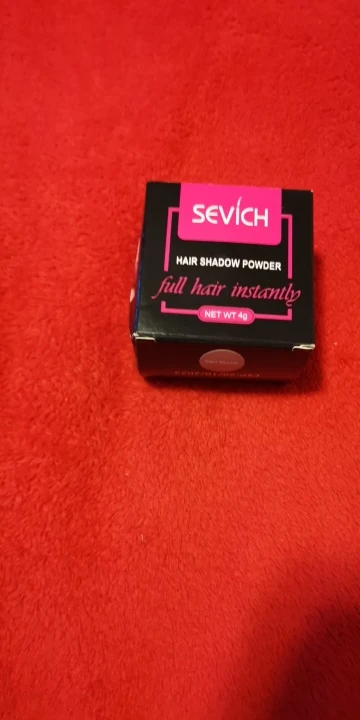 SEVICH
HAIR SHADOW POWDER
full hair instantly
NET WT 4g